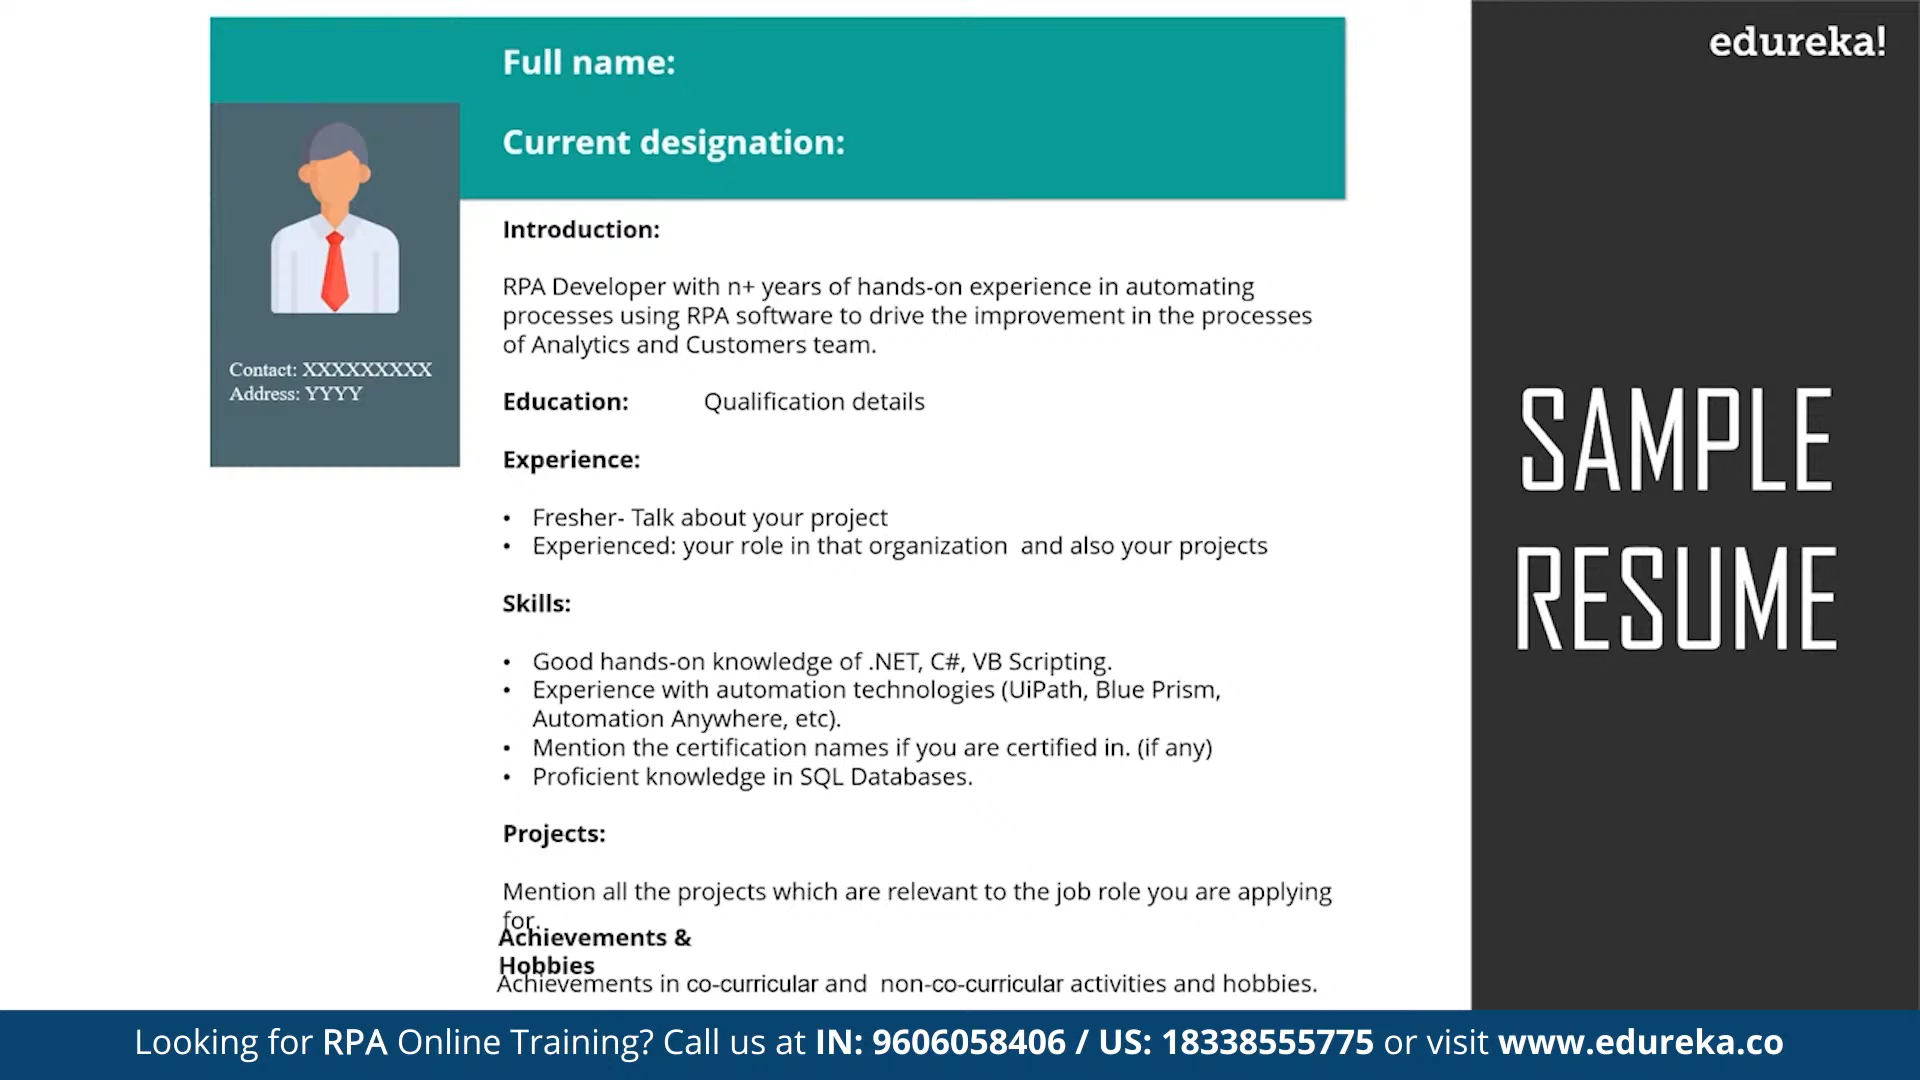 edureka!
Full name:
Current designation:
Contact: XXXXXXXXX
Address: YYYY
Introduction:
RPA Developer with n+ years of hands-on experience in automating
processes using RPA software to drive the improvement in the processes
of Analytics and Customers team.
Education: Qualification details
Experience:
• Fresher- Talk about your project
• Experienced: your role in that organization  and also your projects
Skills:
• Good hands-on knowledge of .NET, C#, VB Scripting.
• Experience with automation technologies (UiPath, Blue Prism,
Automation Anywhere, etc).
• Mention the certification names if you are certified in. (if any)
• Proficient knowledge in SQL Databases.
Projects:
Mention all the projects which are relevant to the job role you are applying
for.
Achievements &
Hobbies
Achievements in co-curricular and  non-co-curricular activities and hobbies.
SAMPLE
RESUME
Looking for RPA Online Training? Call us at IN: 9606058406 / US: 18338555775 or visit www.edureka.co